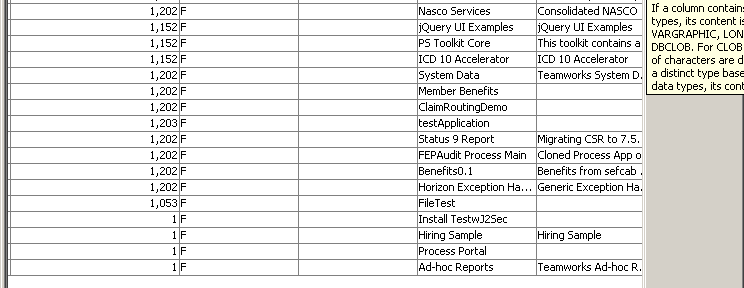 1,202 F Nasco Services Consolidated NASCO
1,152 F jQuery UI Examples jQuery UI Examples
1,152 F PS Toolkit Core This toolkit contains a
1,152 F ICD 10 Accelerator ICD 10 Accelerator
1,202 F System Data Teamworks System D...
1,202 F Member Benefits
1,202 F ClaimRoutingDemo
1,203 F testApplication
1,202 F Status 9 Report Migrating CSR to 7.5.
1,202 F FEPAudit Process Main Cloned Process App o
1,202 F Benefits0.1 Benefits from sefcab .
1,202 F Horizon Exception Ha... Generic Exception Ha.
1,053 F FileTest
1 F Install TestwJ2Sec
1 F Hiring Sample Hiring Sample
1 F Process Portal
1 F Ad-hoc Reports Teamworks Ad-hoc R.
If a column contains
types, its content is
VARGRAPHIC, LON
DBCLOB. For CLOB
of characters are d
a distinct type base
data types, its cont